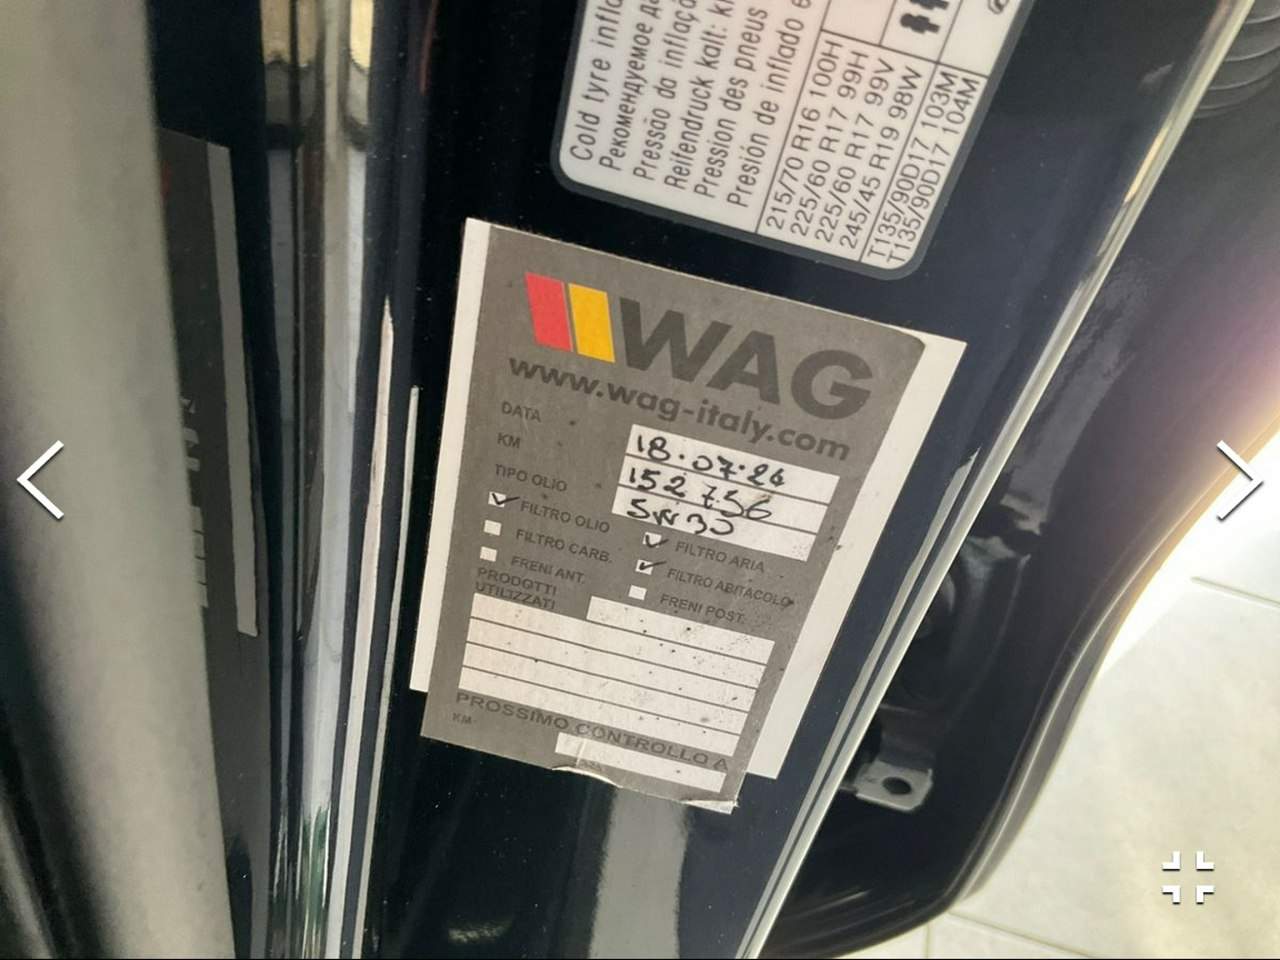 Cold tyre infla
Рекомендуемое да
Pressão da inflaçã
Reifendruck kalt: k
Pression des pneus
Presión de inflado e
215/70 R16 100H
225/60 R17 99H
225/60 R17 99V
245/45 R19 98W
T135/90D17 103M
T135/90D17 104M
WAG
www.wag-italy.com
DATA 18.07.24
KM 152756
TIPO OLIO 5W30
FILTRO OLIO FILTRO ARIA
FILTRO CARB. FILTRO ABITACOLO
FRENI ANT. FRENI POST.
PRODOTTI
UTILIZZATI
PROSSIMO CONTROLLO A
KM